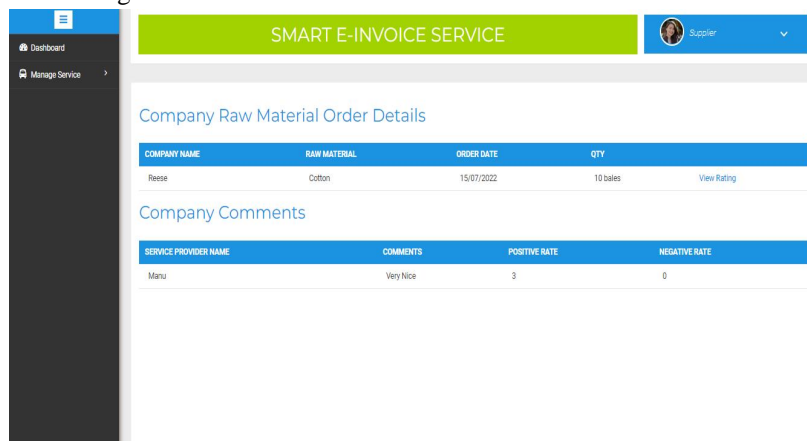 SMART E-INVOICE SERVICE
Supplier
Dashboard
Manage Service
Company Raw Material Order Details
COMPANY NAME RAW MATERIAL ORDER DATE QTY
Reese Cotton 15/07/2022 10 bales View Rating
Company Comments
SERVICE PROVIDER NAME COMMENTS POSITIVE RATE NEGATIVE RATE
Manu Very Nice 3 0